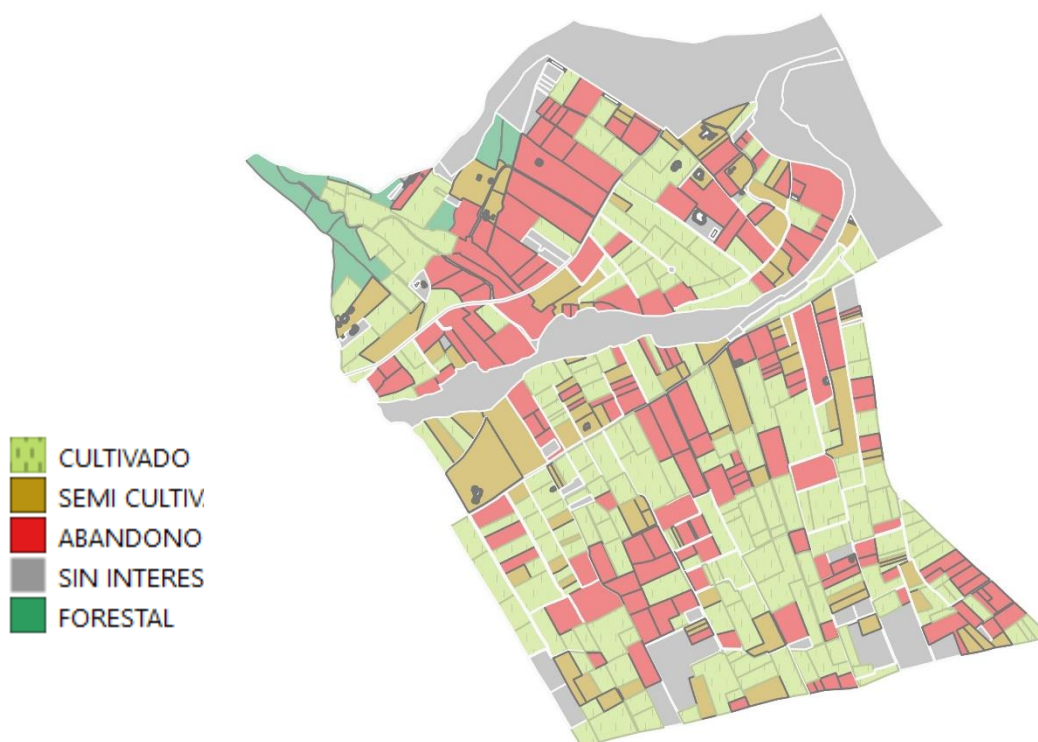 CULTIVADO
SEMI CULTIV
ABANDONO
SIN INTERES
FORESTAL